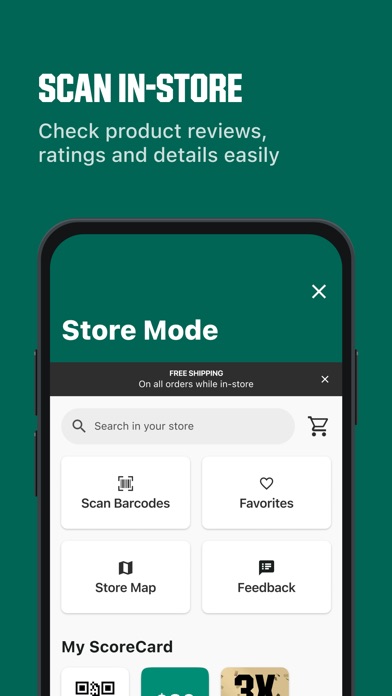 SCAN IN-STORE
Check product reviews,
ratings and details easily
Store Mode
FREE SHIPPING
On all orders while in-store
Search in your store
Scan Barcodes
Favorites
Store Map
Feedback
My ScoreCard
3X